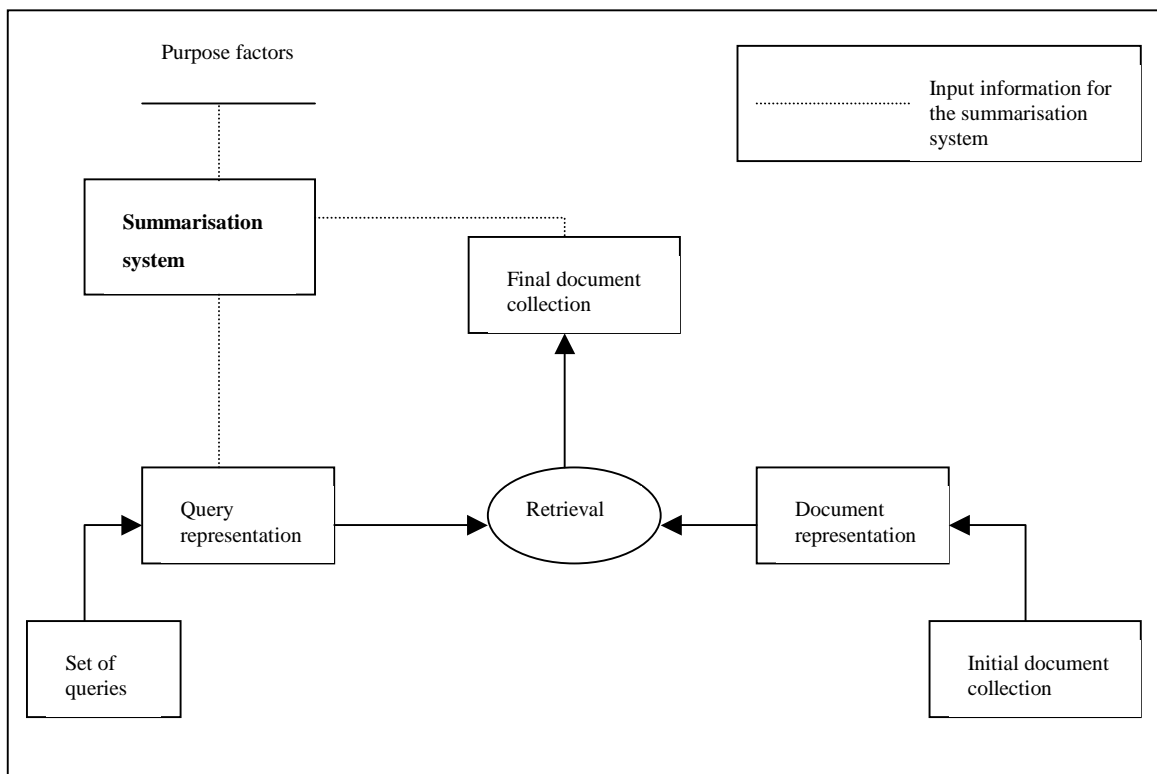 Purpose factors
Input information for
the summarisation
system
Summarisation
system
Final document
collection
Query
representation
Retrieval
Document
representation
Set of
queries
Initial document
collection